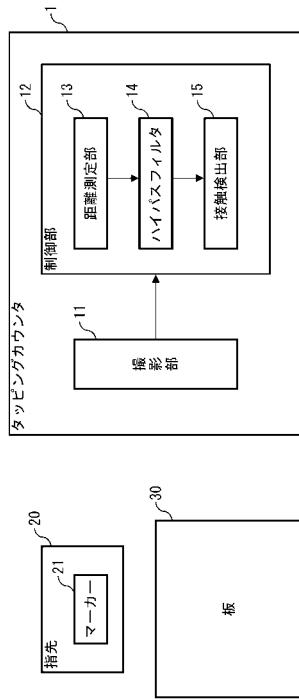 タッピングカウンタ
1
制御部
12
距離測定部
13
ハイパスフィルタ
14
接触検出部
15
撮影部
11
指先
20
マーカー
21
板
30